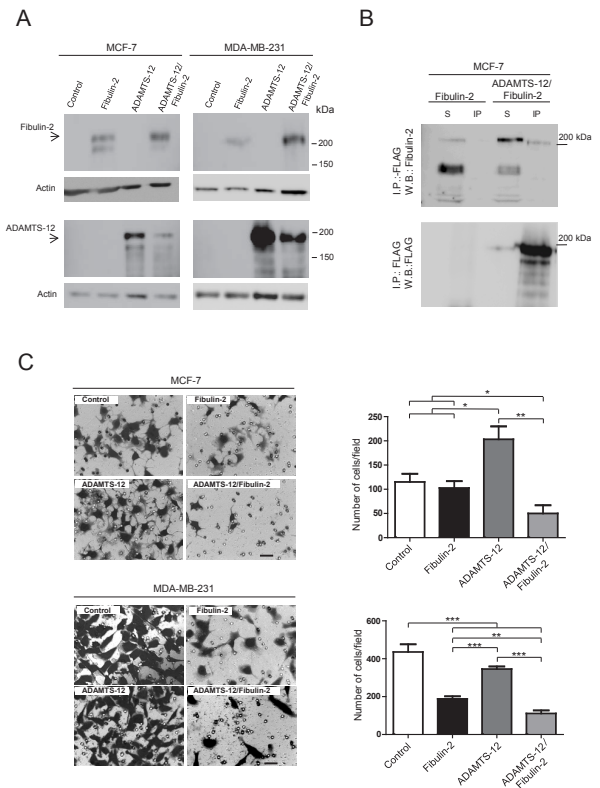 A
MCF-7
MDA-MB-231
Control
Fibulin-2
ADAMTS-12
ADAMTS-12/
Fibulin-2
Control
Fibulin-2
ADAMTS-12
ADAMTS-12/
Fibulin-2
kDa
Fibulin-2
- 200
- 150
Actin
ADAMTS-12
- 200
- 150
Actin
B
MCF-7
Fibulin-2
ADAMTS-12/
Fibulin-2
S IP S IP
I.P.:-FLAG
W.B.: Fibulin-2
200 kDa
I.P.: FLAG
W.B.:FLAG
200 kDa
C
MCF-7
Control
Fibulin-2
ADAMTS-12
ADAMTS-12/Fibulin-2
Number of cells/field
250
200
150
100
50
0
*
*
**
Control
Fibulin-2
ADAMTS-12
ADAMTS-12/
Fibulin-2
MDA-MB-231
Control
Fibulin-2
ADAMTS-12
ADAMTS-12/Fibulin-2
Number of cells/field
600
400
200
0
***
**
***
***
Control
Fibulin-2
ADAMTS-12
ADAMTS-12/
Fibulin-2